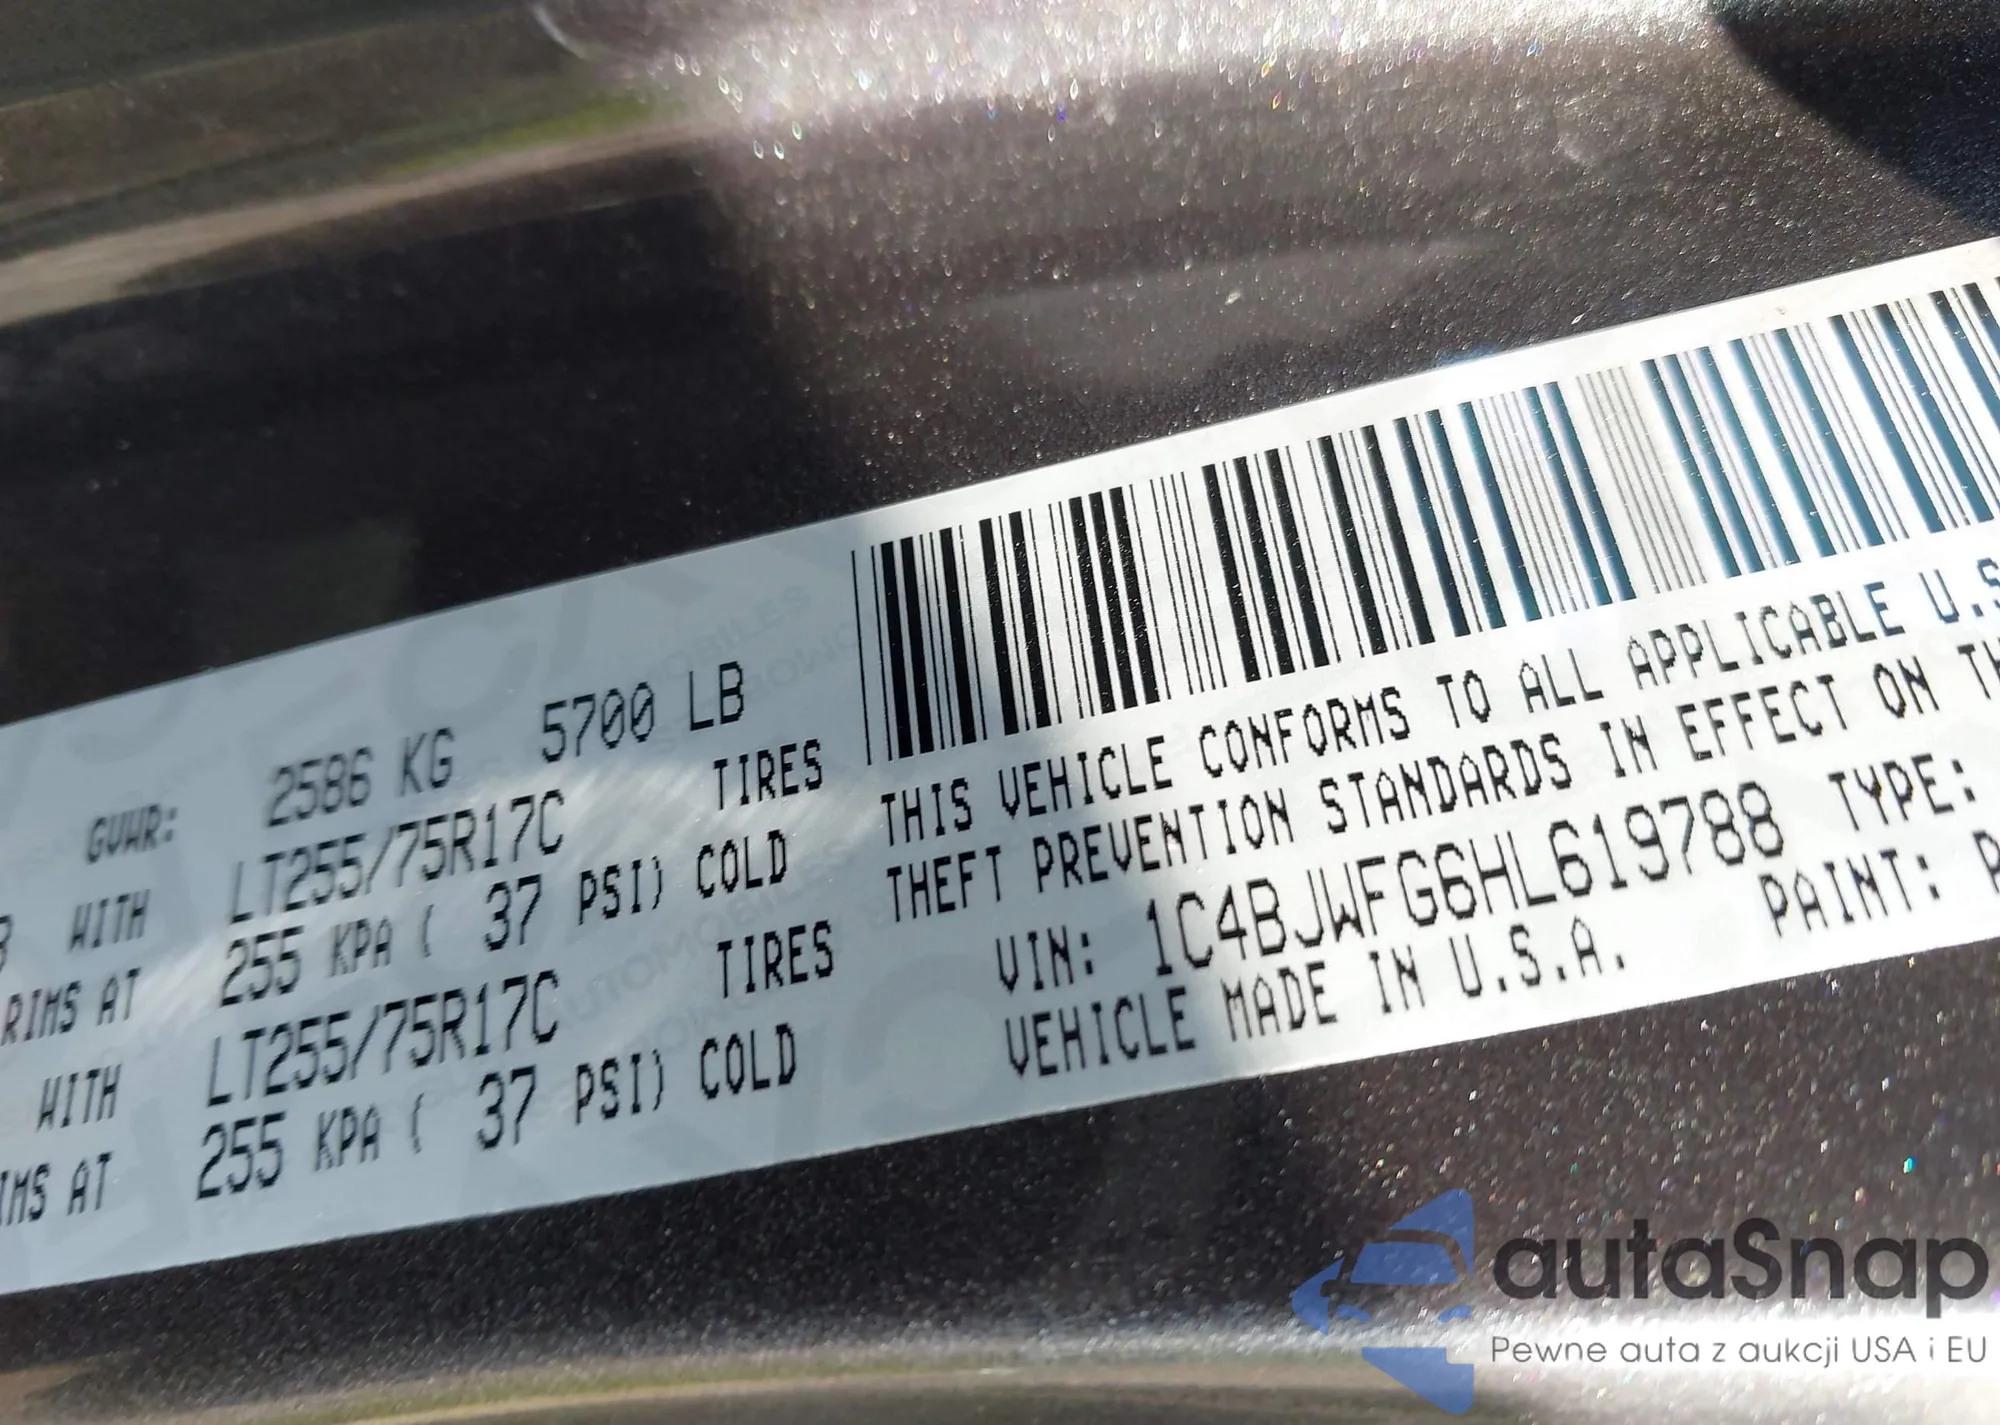 GVWR: 2586 KG 5700 LB
WITH LT255/75R17C TIRES
RIMS AT 255 KPA ( 37 PSI) COLD
WITH LT255/75R17C TIRES
AT 255 KPA ( 37 PSI) COLD
THIS VEHICLE CONFORMS TO ALL APPLICABLE U.S
THEFT PREVENTION STANDARDS IN EFFECT ON TH
VIN: 1C4BJWFG6HL619788 TYPE:
VEHICLE MADE IN U.S.A. PAINT:
autaSnap
Pewne auta z aukcji USA i EU